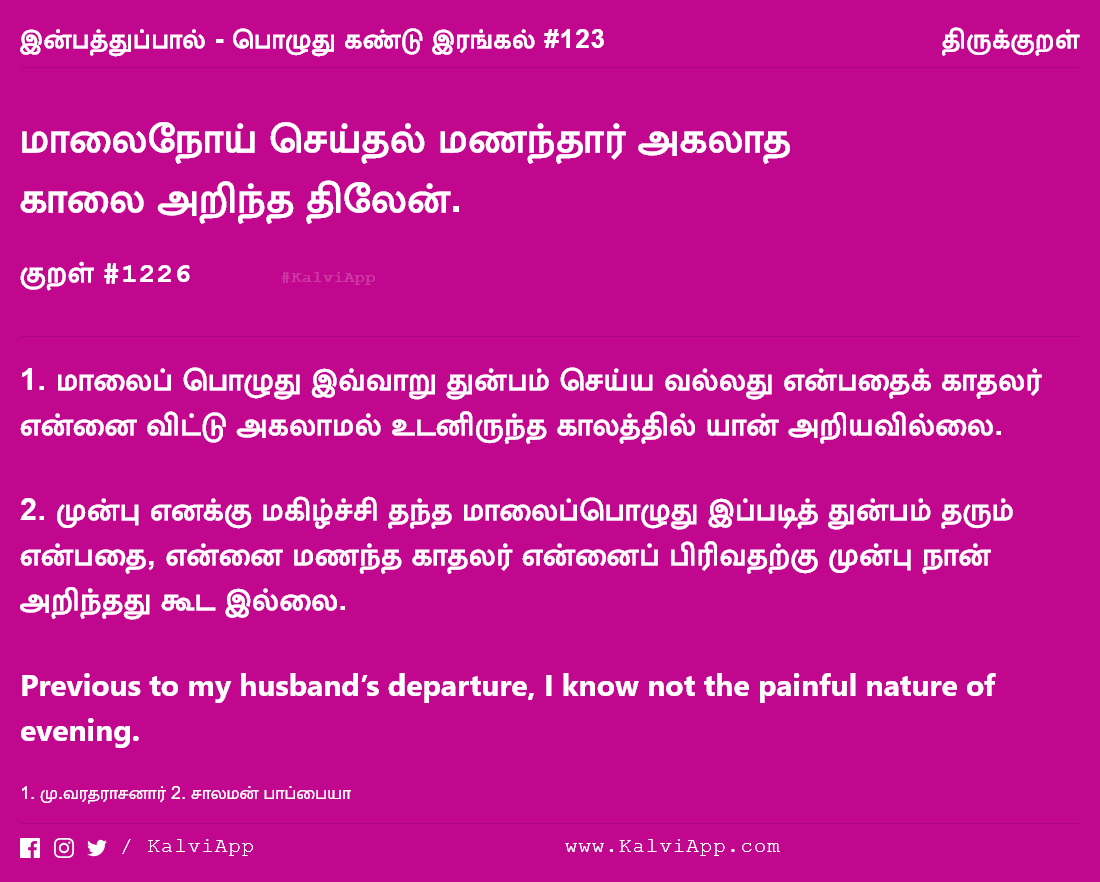 இன்பத்துப்பால் - பொழுது கண்டு இரங்கல் #123
திருக்குறள்
மாலைநோய் செய்தல் மணந்தார் அகலாத
காலை அறிந்த திலேன்.
குறள் #1226
#KalviApp
1. மாலைப் பொழுது இவ்வாறு துன்பம் செய்ய வல்லது என்பதைக் காதலர்
என்னை விட்டு அகலாமல் உடனிருந்த காலத்தில் யான் அறியவில்லை.
2. முன்பு எனக்கு மகிழ்ச்சி தந்த மாலைப்பொழுது இப்படித் துன்பம் தரும்
என்பதை, என்னை மணந்த காதலர் என்னைப் பிரிவதற்கு முன்பு நான்
அறிந்தது கூட இல்லை.
Previous to my husband’s departure, I know not the painful nature of
evening.
1. மு.வரதராசனார் 2. சாலமன் பாப்பையா
/ KalviApp
www.KalviApp.com